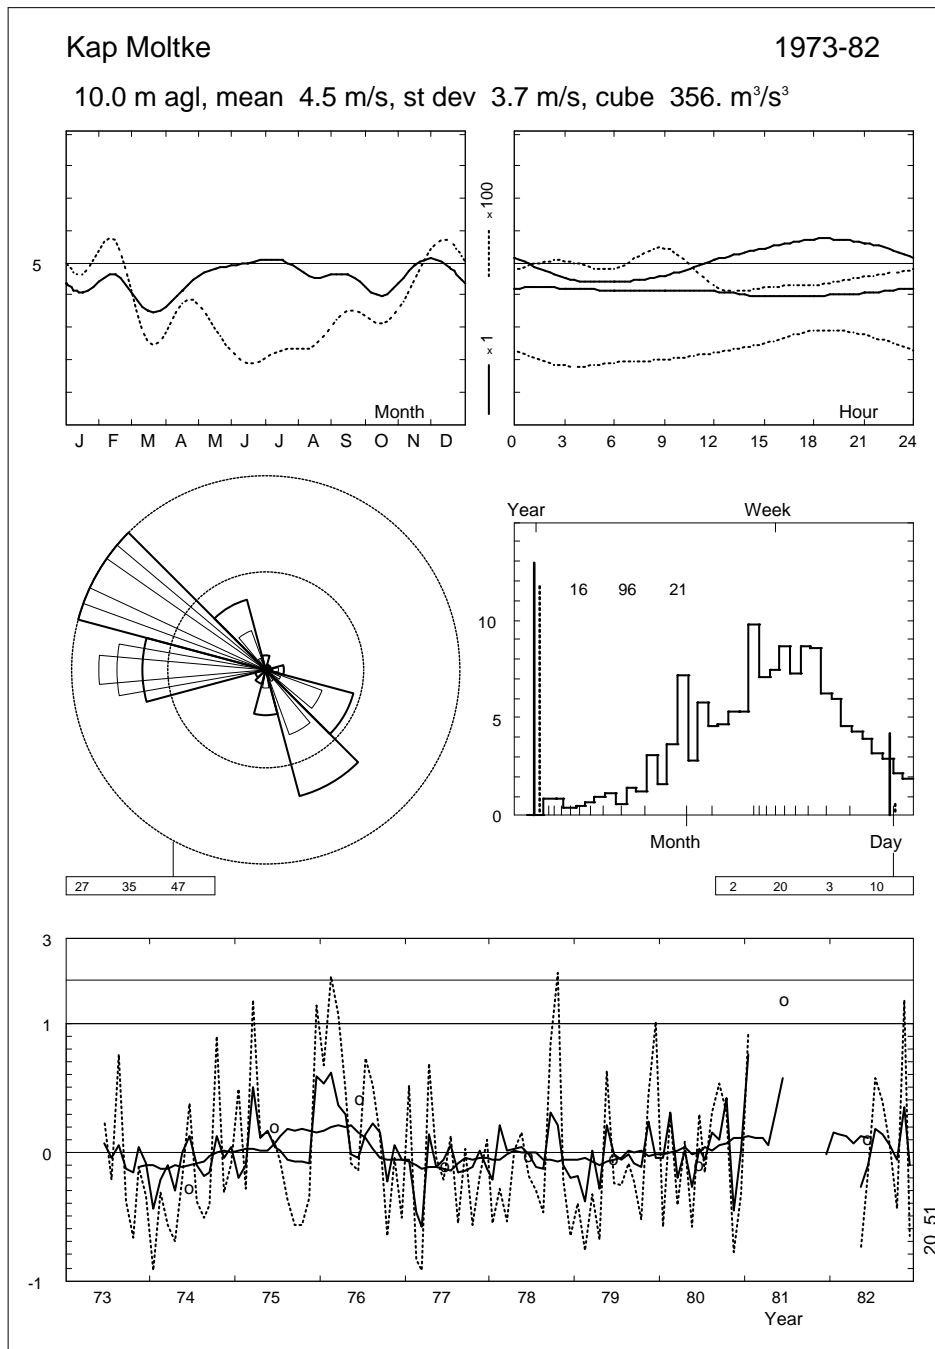 Kap Moltke 1973-82
10.0 m agl, mean 4.5 m/s, st dev 3.7 m/s, cube 356. m³/s³
5
Month
J F M A M J J A S O N D
x 1 x 100
Hour
0 3 6 9 12 15 18 21 24
27 35 47
Year Week
16 96 21
10
5
0
Month Day
2 20 3 10
3
1
0
-1
73 74 75 76 77 78 79 80 81 82
Year
20 51